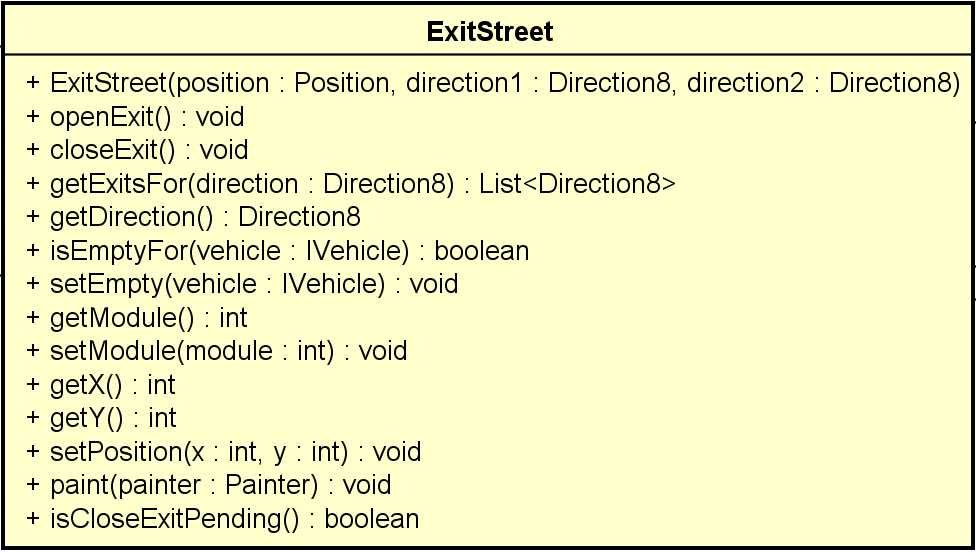 ExitStreet
+ ExitStreet(position : Position, direction1 : Direction8, direction2 : Direction8)
+ openExit() : void
+ closeExit() : void
+ getExitsFor(direction : Direction8) : List<Direction8>
+ getDirection() : Direction8
+ isEmptyFor(vehicle : IVehicle) : boolean
+ setEmpty(vehicle : IVehicle) : void
+ getModule() : int
+ setModule(module : int) : void
+ getX() : int
+ getY() : int
+ setPosition(x : int, y : int) : void
+ paint(painter : Painter) : void
+ isCloseExitPending() : boolean